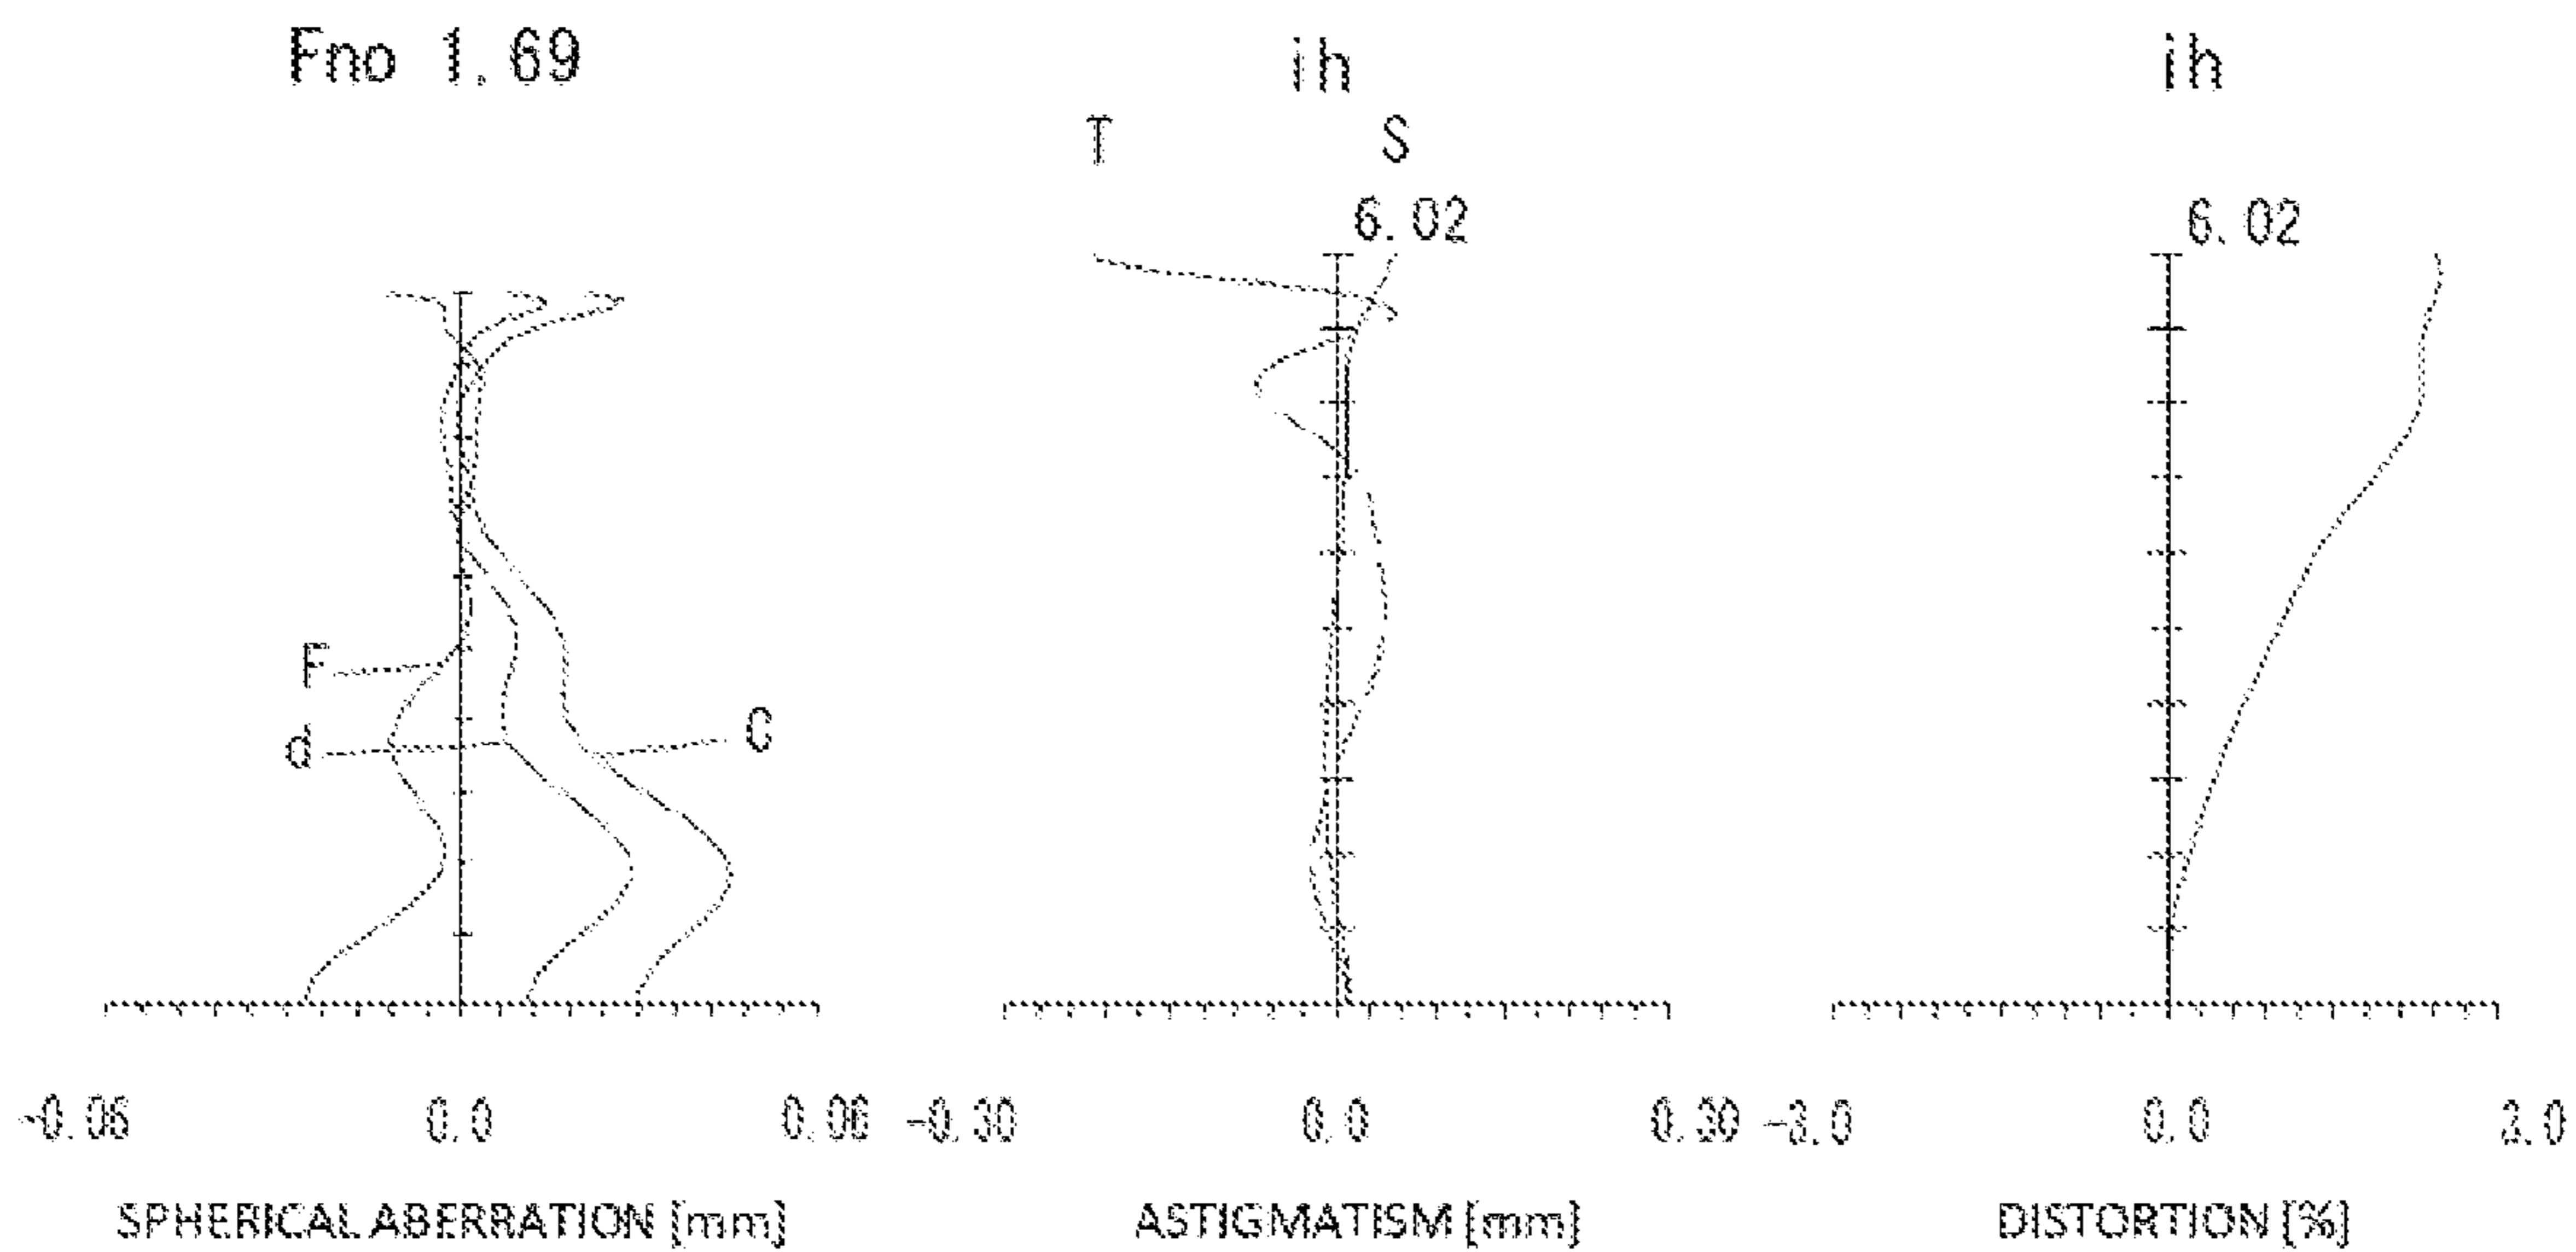 Fno 1.69
ih
ih
T
S
6.02
6.02
F
d
C
-0.06
0.0
0.06
-0.30
0.0
0.30
-3.0
0.0
3.0
SPHERICAL ABERRATION [mm]
ASTIGMATISM [mm]
DISTORTION [%]